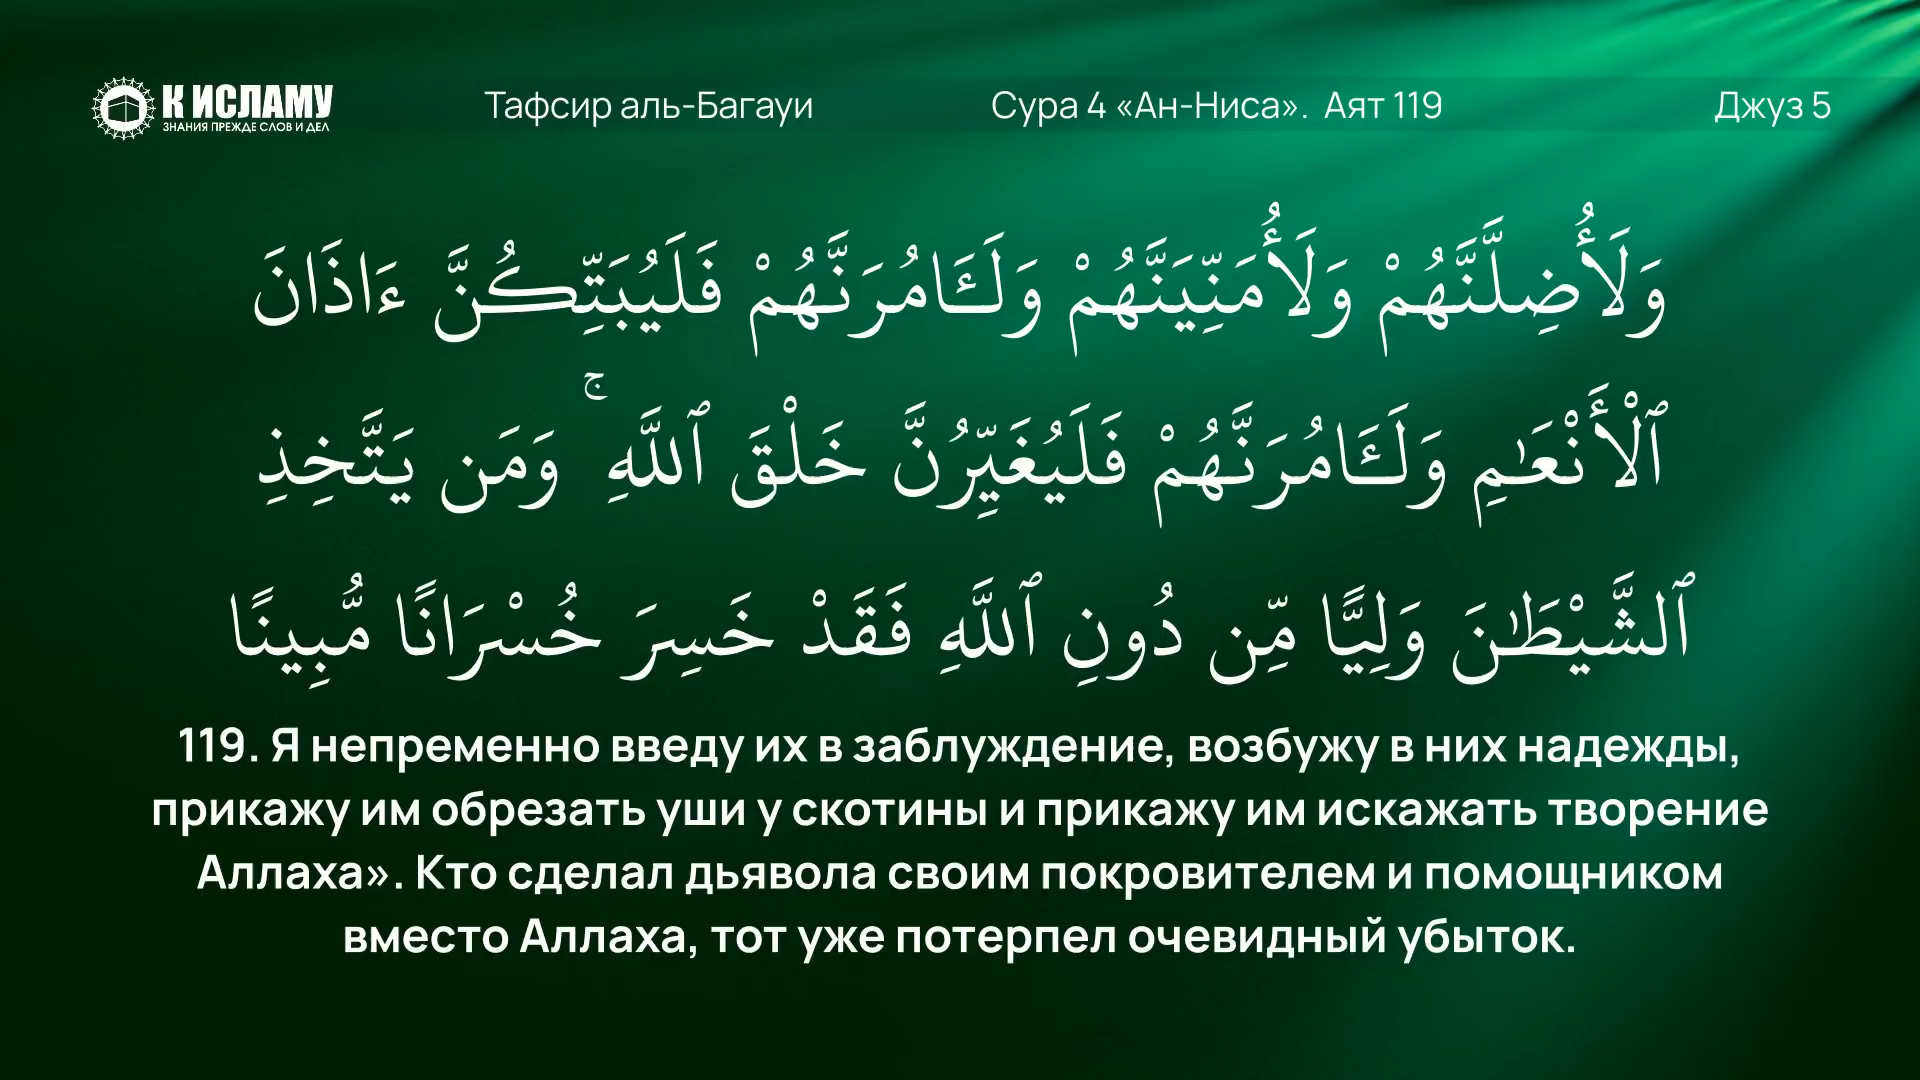 К ИСЛАМУ
ЗНАНИЯ ПРЕЖДЕ СЛОВ И ДЕЛ
Тафсир аль-Багауи
Сура 4 «Ан-Ниса». Аят 119
Джуз 5
وَلَأُضِلَّنَّهُمْ وَلَأُمَنِّيَنَّهُمْ وَلَـَٔامُرَنَّهُمْ فَلَيُبَتِّكُنَّ ءَاذَانَ
ٱلْأَنْعَـٰمِ وَلَـَٔامُرَنَّهُمْ فَلَيُغَيِّرُنَّ خَلْقَ ٱللَّهِ ۚ وَمَن يَتَّخِذِ
ٱلشَّيْطَـٰنَ وَلِيًّا مِّن دُونِ ٱللَّهِ فَقَدْ خَسِرَ خُسْرَانًا مُّبِينًا
119. Я непременно введу их в заблуждение, возбужу в них надежды,
прикажу им обрезать уши у скотины и прикажу им искажать творение
Аллаха». Кто сделал дьявола своим покровителем и помощником
вместо Аллаха, тот уже потерпел очевидный убыток.